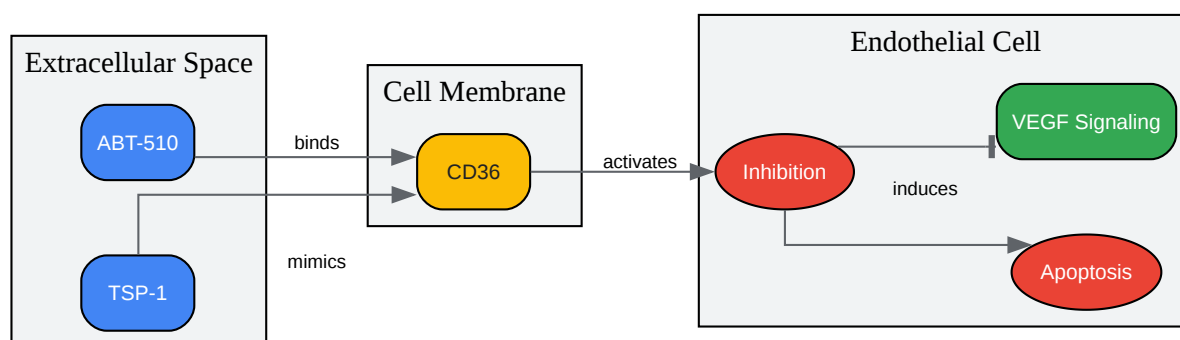 Extracellular Space
ABT-510
TSP-1
binds
mimics
Cell Membrane
CD36
activates
Endothelial Cell
Inhibition
induces
VEGF Signaling
Apoptosis